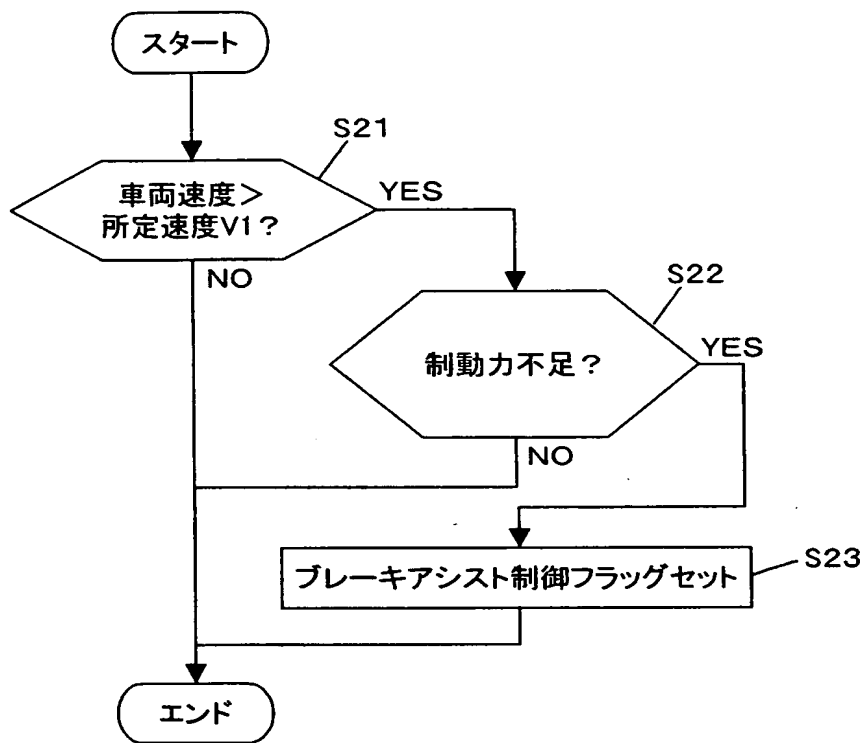 スタート
S21
車両速度＞
所定速度V1？
YES
NO
S22
制動力不足？
YES
NO
S23
ブレーキアシスト制御フラッグセット
エンド